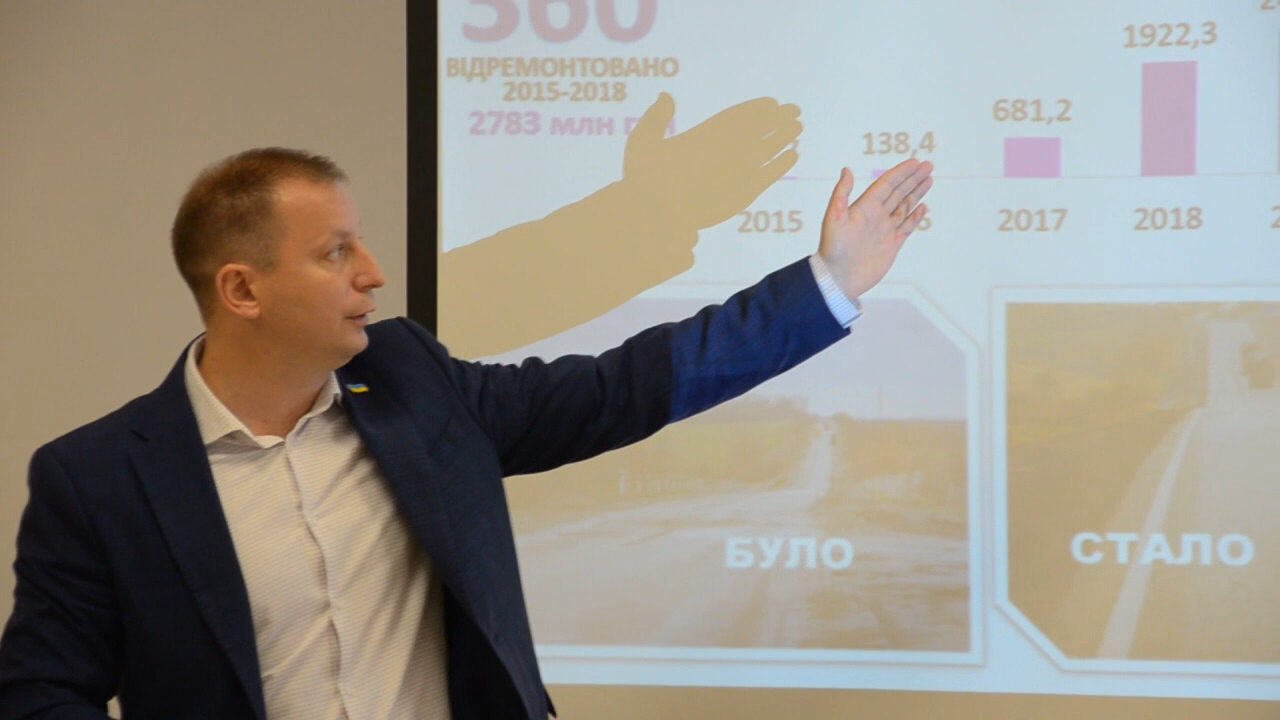 360
ВІДРЕМОНТОВАНО
2015-2018
2783 млн
138,4
681,2
1922,3
2015
2017
2018
БУЛО
СТАЛО